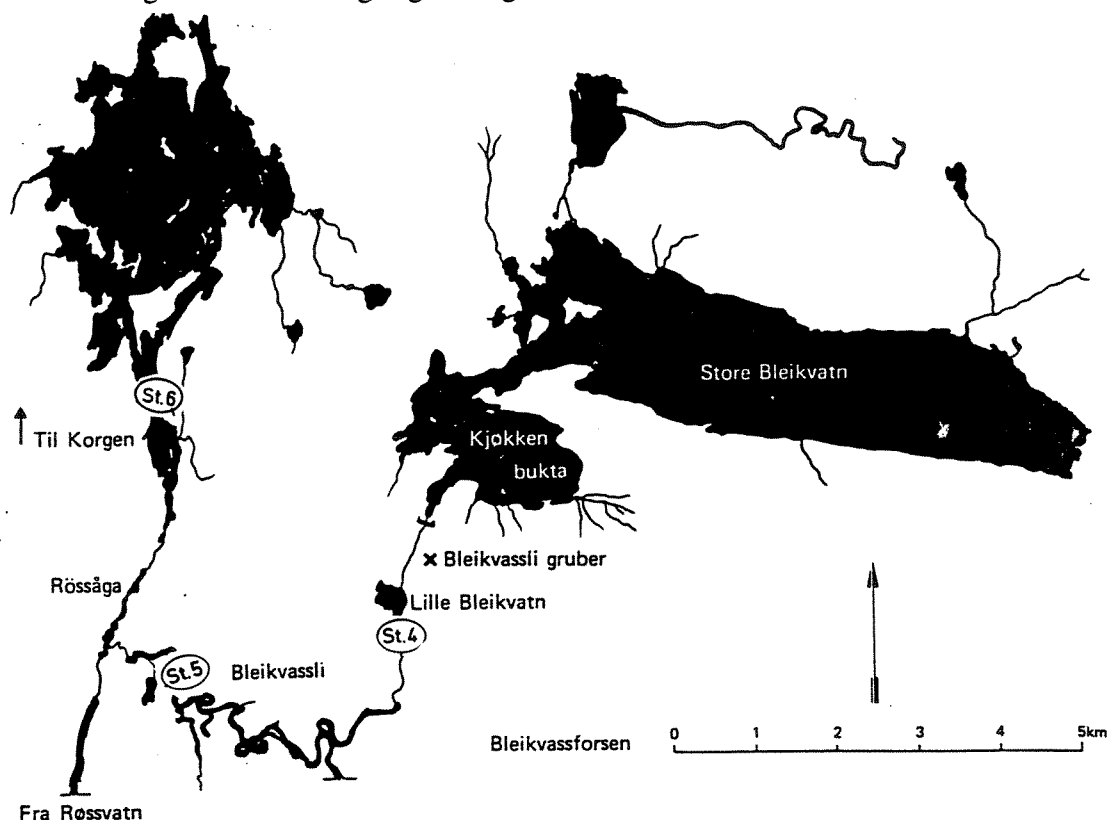 Store Bleikvatn
St.6
Til Korgen
Kjøkken
bukta
Bleikvassli gruber
Rössåga
Lille Bleikvatn
St.4
St.5
Bleikvassli
Bleikvassforsen
0 1 2 3 4 5km
Fra Røssvatn